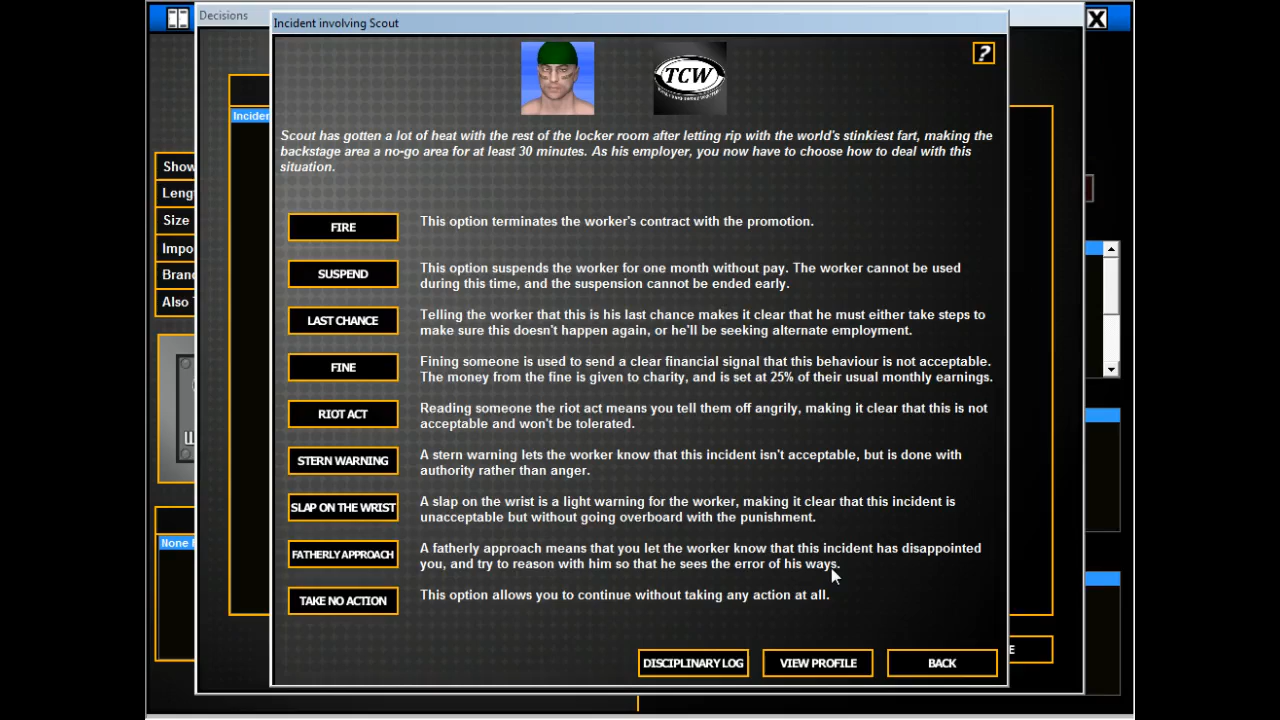 Decisions
Incident involving Scout
TCW
?
X
Inciden
Scout has gotten a lot of heat with the rest of the locker room after letting rip with the world's stinkiest fart, making the
backstage area a no-go area for at least 30 minutes. As his employer, you now have to choose how to deal with this
situation.
Show
Leng
Size
Impo
Bran
Also T
None
FIRE
This option terminates the worker's contract with the promotion.
SUSPEND
This option suspends the worker for one month without pay. The worker cannot be used
during this time, and the suspension cannot be ended early.
LAST CHANCE
Telling the worker that this is his last chance makes it clear that he must either take steps to
make sure this doesn't happen again, or he'll be seeking alternate employment.
FINE
Fining someone is used to send a clear financial signal that this behaviour is not acceptable.
The money from the fine is given to charity, and is set at 25% of their usual monthly earnings.
RIOT ACT
Reading someone the riot act means you tell them off angrily, making it clear that this is not
acceptable and won't be tolerated.
STERN WARNING
A stern warning lets the worker know that this incident isn't acceptable, but is done with
authority rather than anger.
SLAP ON THE WRIST
A slap on the wrist is a light warning for the worker, making it clear that this incident is
unacceptable but without going overboard with the punishment.
FATHERLY APPROACH
A fatherly approach means that you let the worker know that this incident has disappointed
you, and try to reason with him so that he sees the error of his ways.
TAKE NO ACTION
This option allows you to continue without taking any action at all.
DISCIPLINARY LOG
VIEW PROFILE
BACK
E